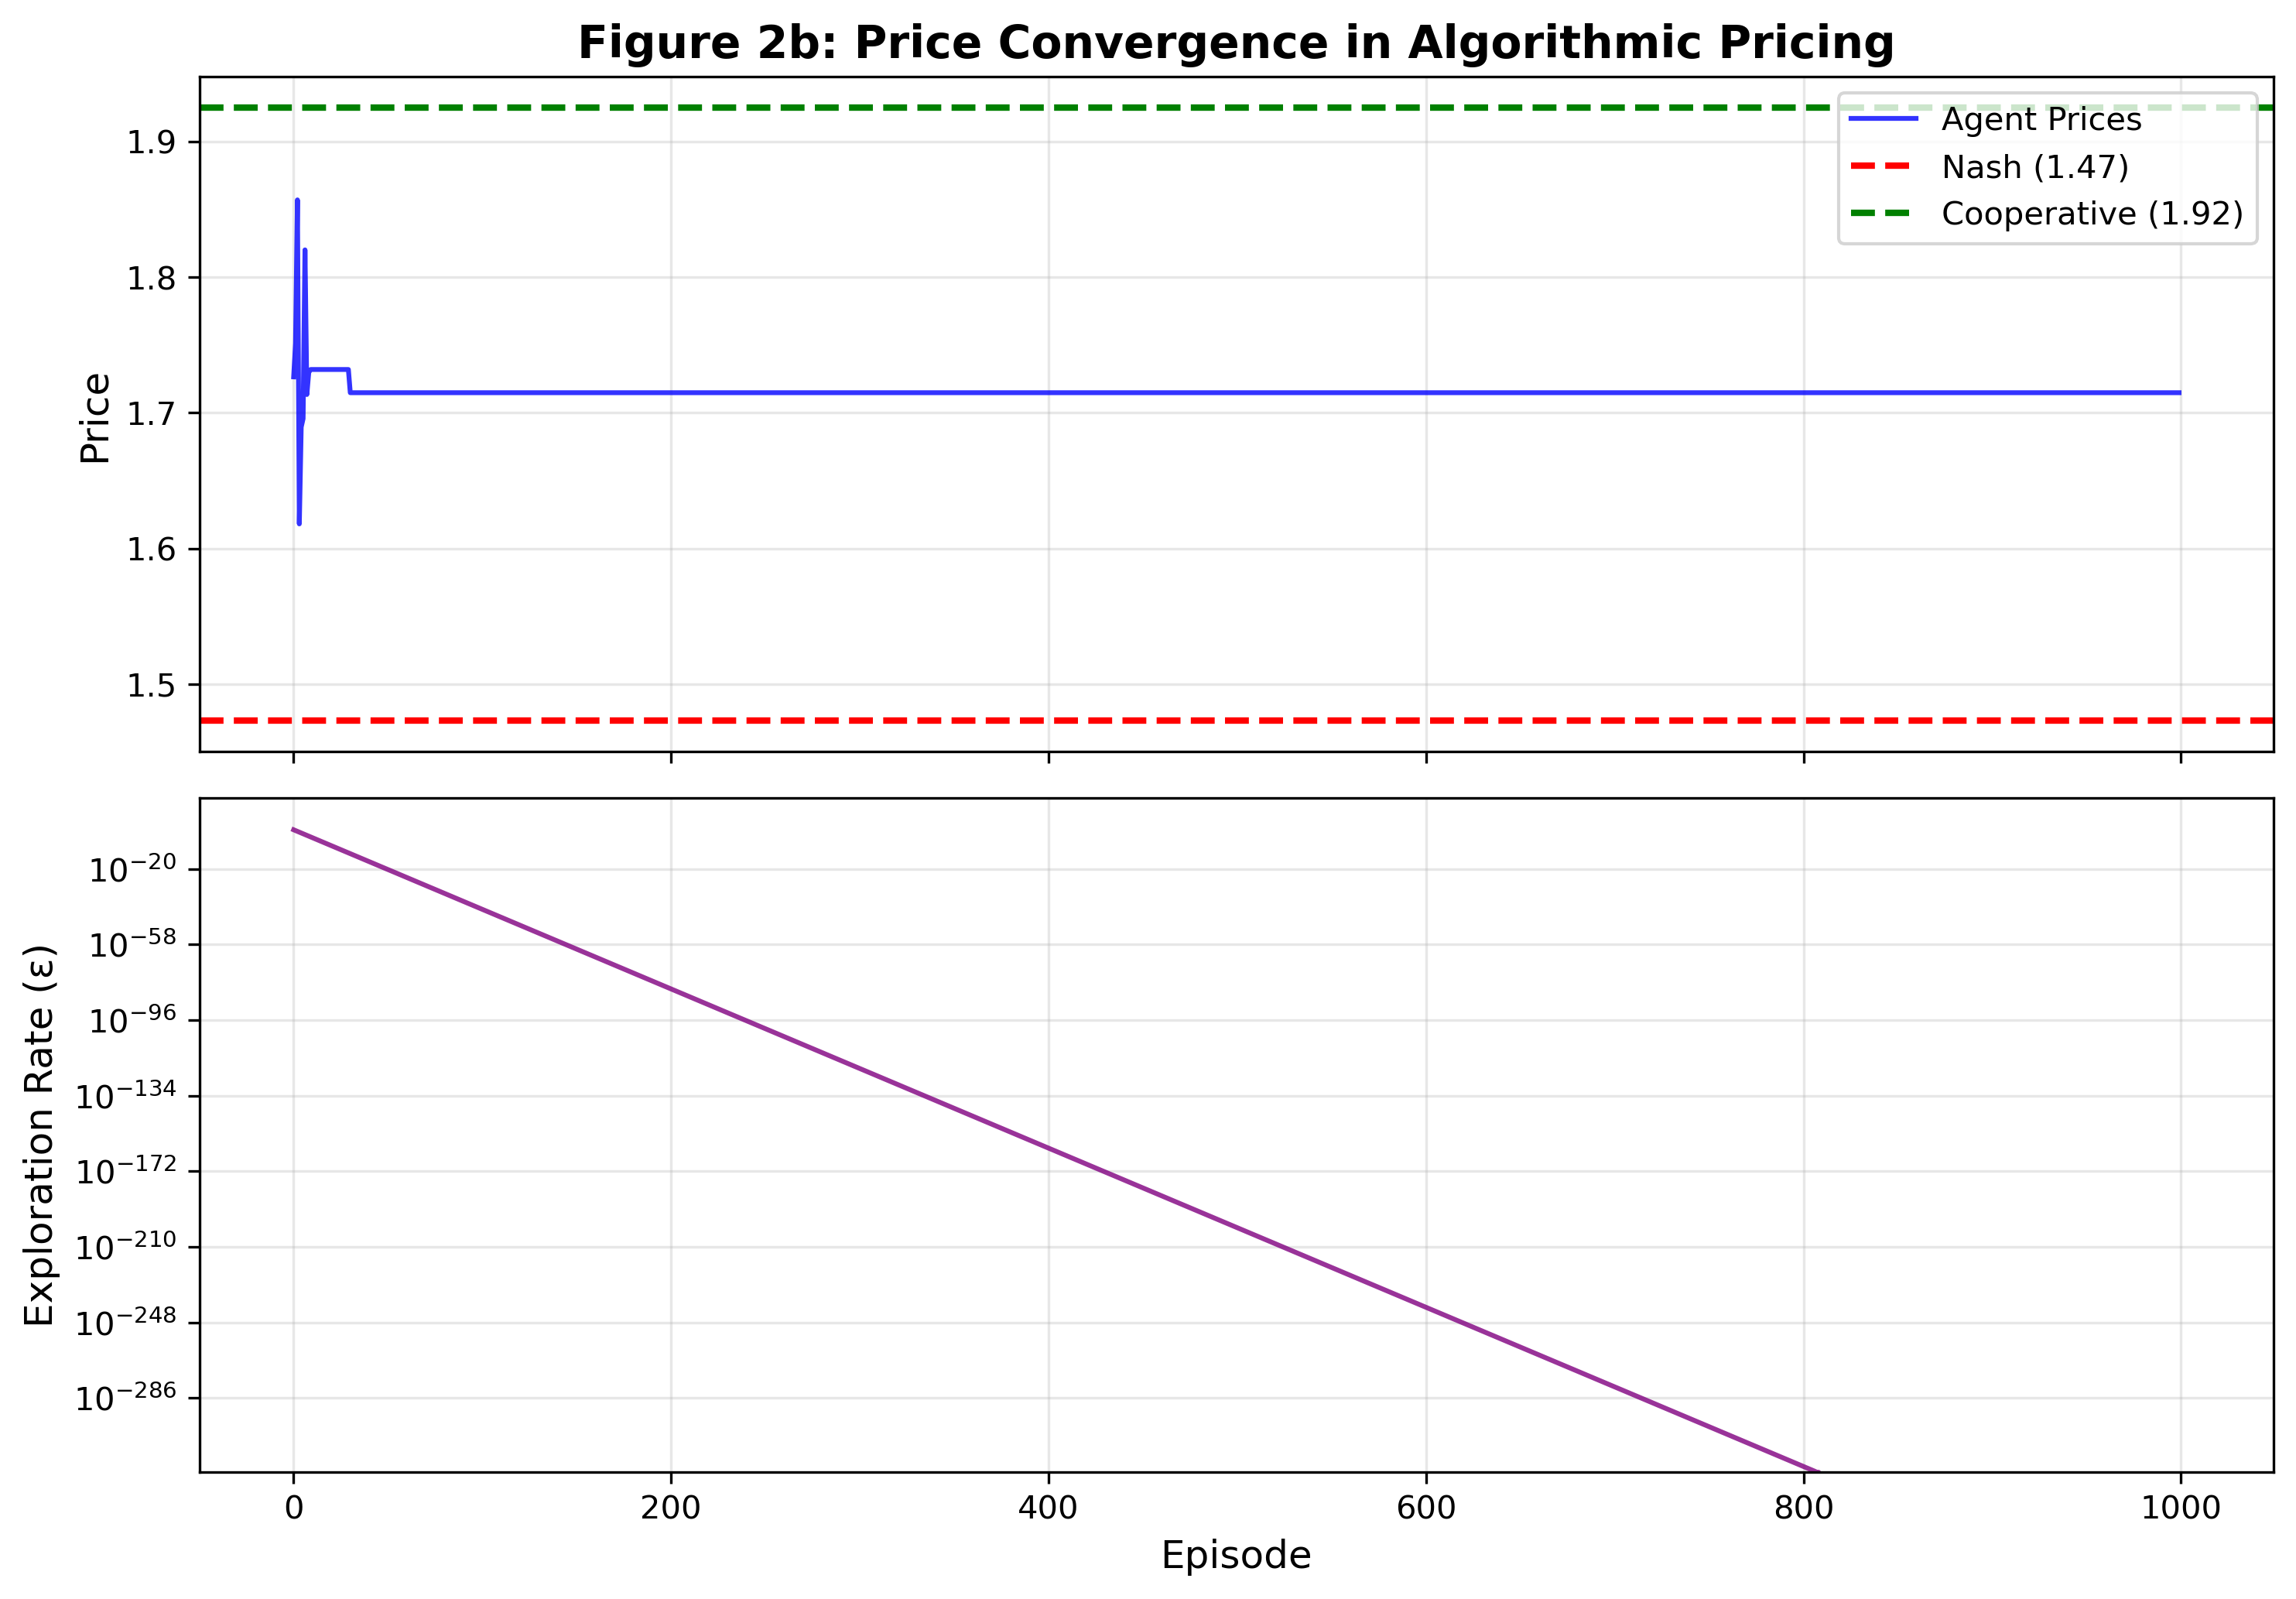 Figure 2b: Price Convergence in Algorithmic Pricing
Agent Prices
Nash (1.47)
Cooperative (1.92)
Price
1.9
1.8
1.7
1.6
1.5
Exploration Rate (ε)
10⁻²⁰
10⁻⁵⁸
10⁻⁹⁶
10⁻¹³⁴
10⁻¹⁷²
10⁻²¹⁰
10⁻²⁴⁸
10⁻²⁸⁶
0 200 400 600 800 1000
Episode